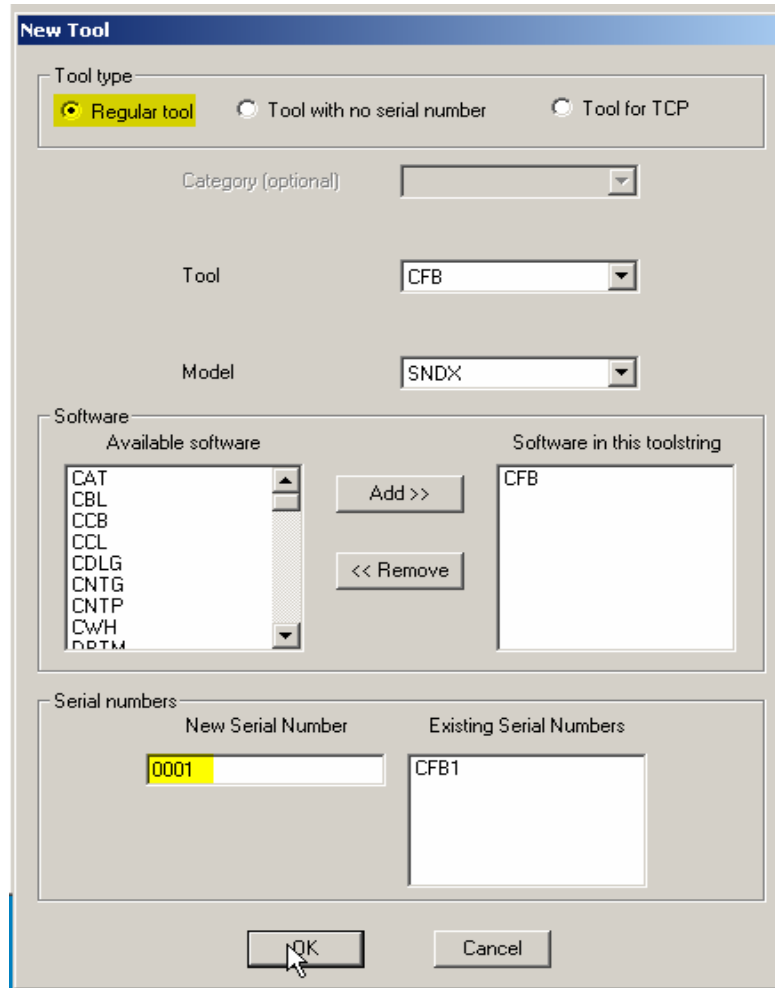 New Tool
Tool type
Regular tool
Tool with no serial number
Tool for TCP
Category (optional)
Tool
CFB
Model
SNDX
Software
Available software
Software in this toolstring
CAT
CBL
CCB
CCL
CDLG
CNTG
CNTP
CWH
Add >>
<< Remove
CFB
Serial numbers
New Serial Number
Existing Serial Numbers
0001
CFB1
OK
Cancel